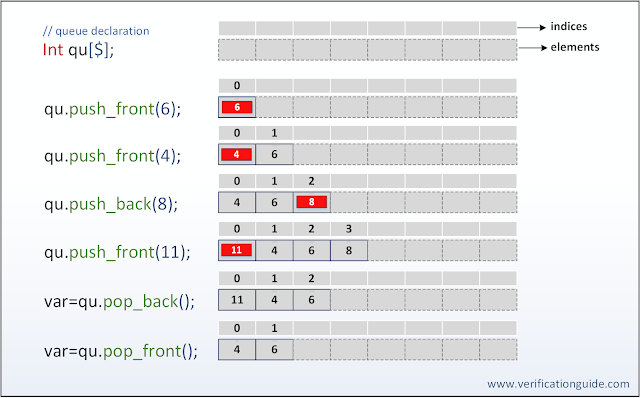 // queue declaration
Int qu[$];
indices
elements
0
qu.push_front(6);
6
0 1
qu.push_front(4);
4 6
0 1 2
qu.push_back(8);
4 6 8
0 1 2 3
qu.push_front(11);
11 4 6 8
0 1 2
var=qu.pop_back();
11 4 6
0 1
var=qu.pop_front();
4 6
www.verificationguide.com